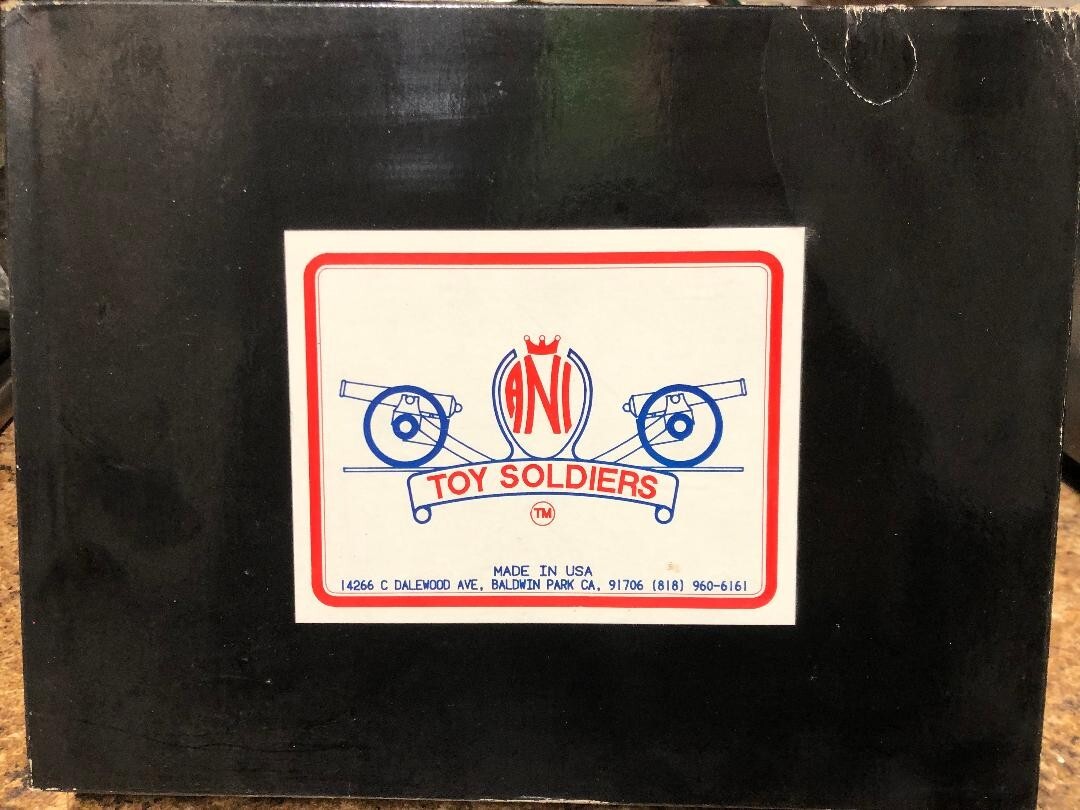 ANI
TOY SOLDIERS
TM
MADE IN USA
14266 C DALEWOOD AVE, BALDWIN PARK CA, 91706 (818) 960-6161